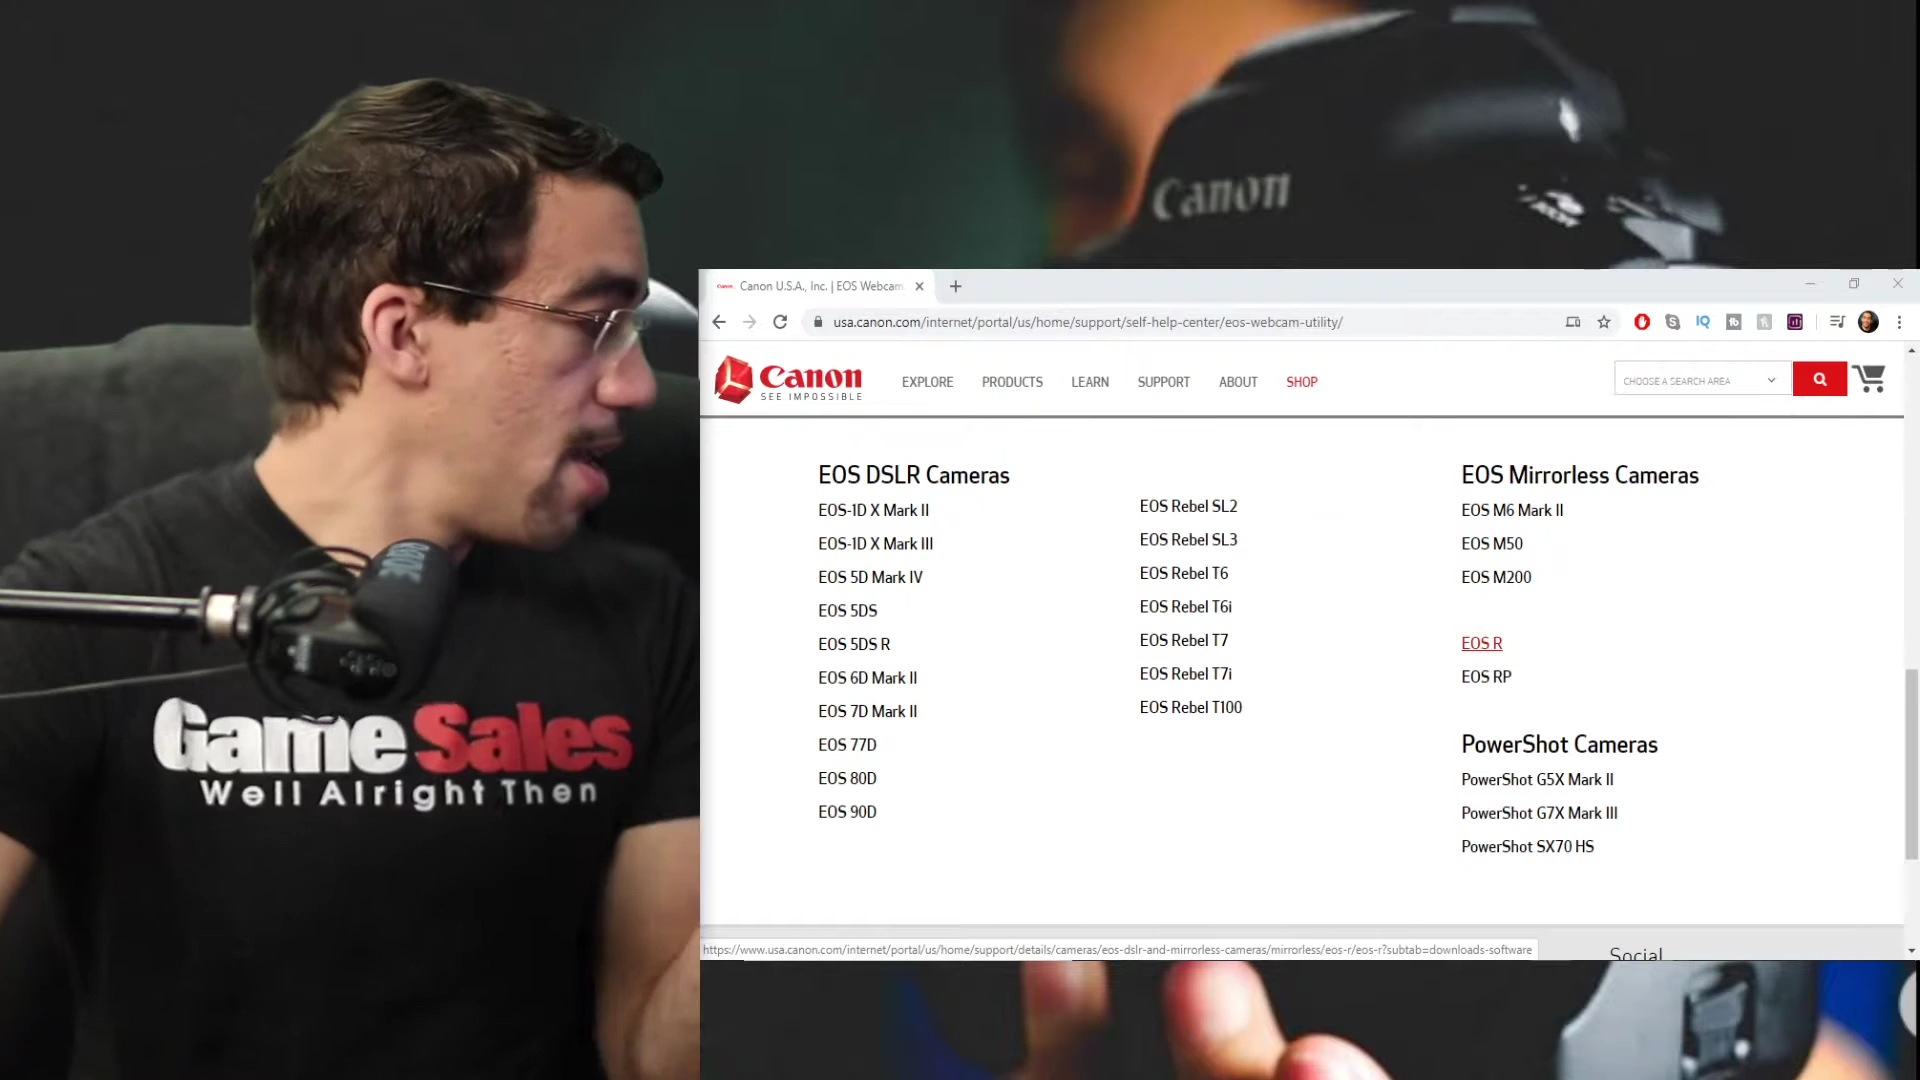 Canon
Canon U.S.A., Inc. | EOS Webcam
usa.canon.com/internet/portal/us/home/support/self-help-center/eos-webcam-utility/
Canon
SEE IMPOSSIBLE
EXPLORE PRODUCTS LEARN SUPPORT ABOUT SHOP
CHOOSE A SEARCH AREA
EOS DSLR Cameras
EOS-1D X Mark II
EOS-1D X Mark III
EOS 5D Mark IV
EOS 5DS
EOS 5DS R
EOS 6D Mark II
EOS 7D Mark II
EOS 77D
EOS 80D
EOS 90D
EOS Rebel SL2
EOS Rebel SL3
EOS Rebel T6
EOS Rebel T6i
EOS Rebel T7
EOS Rebel T7i
EOS Rebel T100
EOS Mirrorless Cameras
EOS M6 Mark II
EOS M50
EOS M200
EOS R
EOS RP
PowerShot Cameras
PowerShot G5X Mark II
PowerShot G7X Mark III
PowerShot SX70 HS
https://www.usa.canon.com/internet/portal/us/home/support/details/cameras/eos-dslr-and-mirrorless-cameras/mirrorless/eos-r/eos-r?subtab=downloads-software
Social
GameSales
Well Alright Then